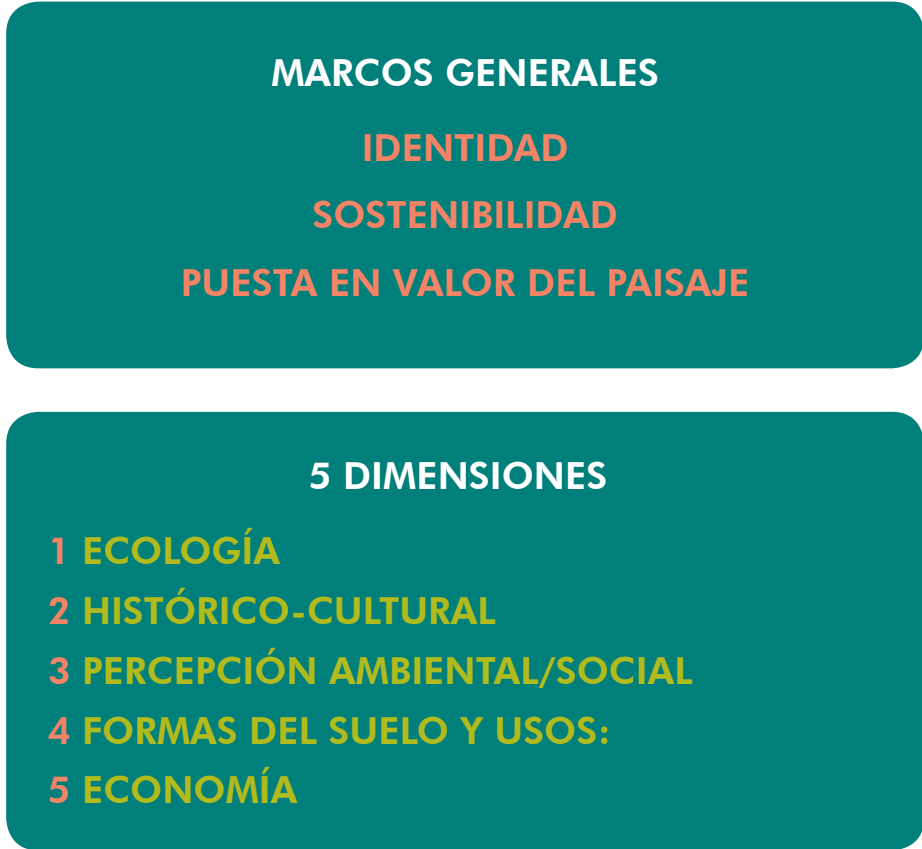 MARCOS GENERALES
IDENTIDAD
SOSTENIBILIDAD
PUESTA EN VALOR DEL PAISAJE
5 DIMENSIONES
1 ECOLOGÍA
2 HISTÓRICO-CULTURAL
3 PERCEPCIÓN AMBIENTAL/SOCIAL
4 FORMAS DEL SUELO Y USOS:
5 ECONOMÍA